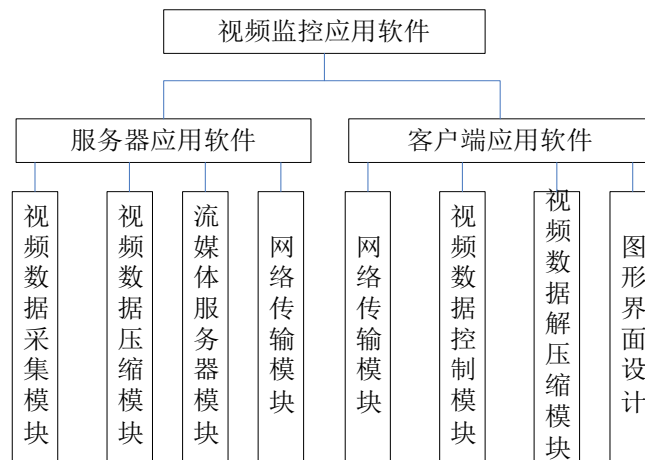 视频监控应用软件
服务器应用软件
客户端应用软件
视频数据采集模块
视频数据压缩模块
流媒体服务器模块
网络传输模块
网络传输模块
视频数据控制模块
视频数据解压缩模块
图形界面设计